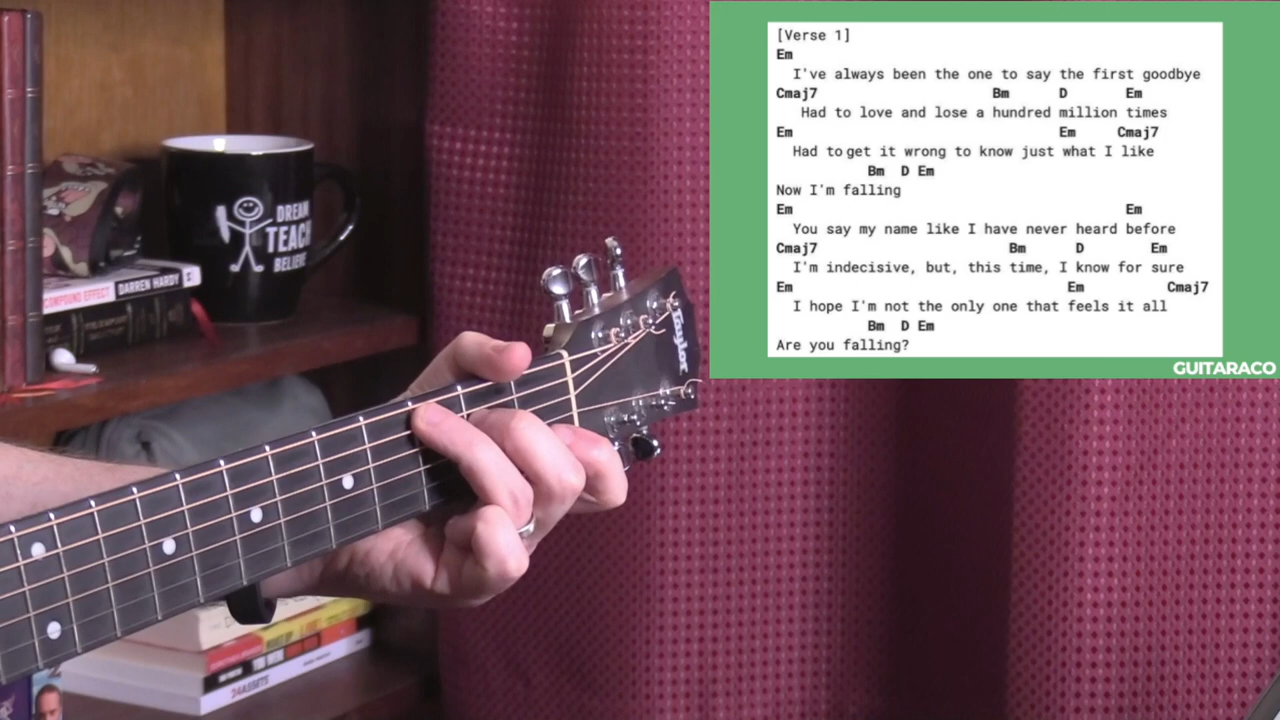 [Verse 1]
Em
I've always been the one to say the first goodbye
Cmaj7 Bm D Em
Had to love and lose a hundred million times
Em Em Cmaj7
Had to get it wrong to know just what I like
Bm D Em
Now I'm falling
Em Em
You say my name like I have never heard before
Cmaj7 Bm D Em
I'm indecisive, but, this time, I know for sure
Em Em Cmaj7
I hope I'm not the only one that feels it all
Bm D Em
Are you falling?
GUITARACO
DREAM
TEACH
BELIEVE
COMPOUND EFFECT DARREN HARDY
Taylor
24ASSETS